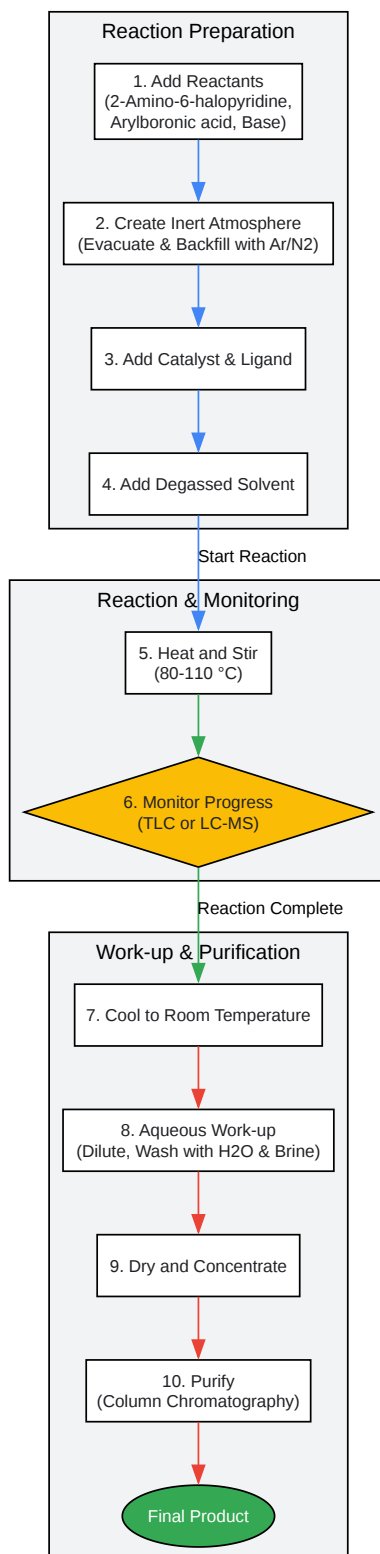 Reaction Preparation
1. Add Reactants
(2-Amino-6-halopyridine,
Arylboronic acid, Base)
2. Create Inert Atmosphere
(Evacuate & Backfill with Ar/N2)
3. Add Catalyst & Ligand
4. Add Degassed Solvent
Start Reaction
Reaction & Monitoring
5. Heat and Stir
(80-110 °C)
6. Monitor Progress
(TLC or LC-MS)
Reaction Complete
Work-up & Purification
7. Cool to Room Temperature
8. Aqueous Work-up
(Dilute, Wash with H2O & Brine)
9. Dry and Concentrate
10. Purify
(Column Chromatography)
Final Product